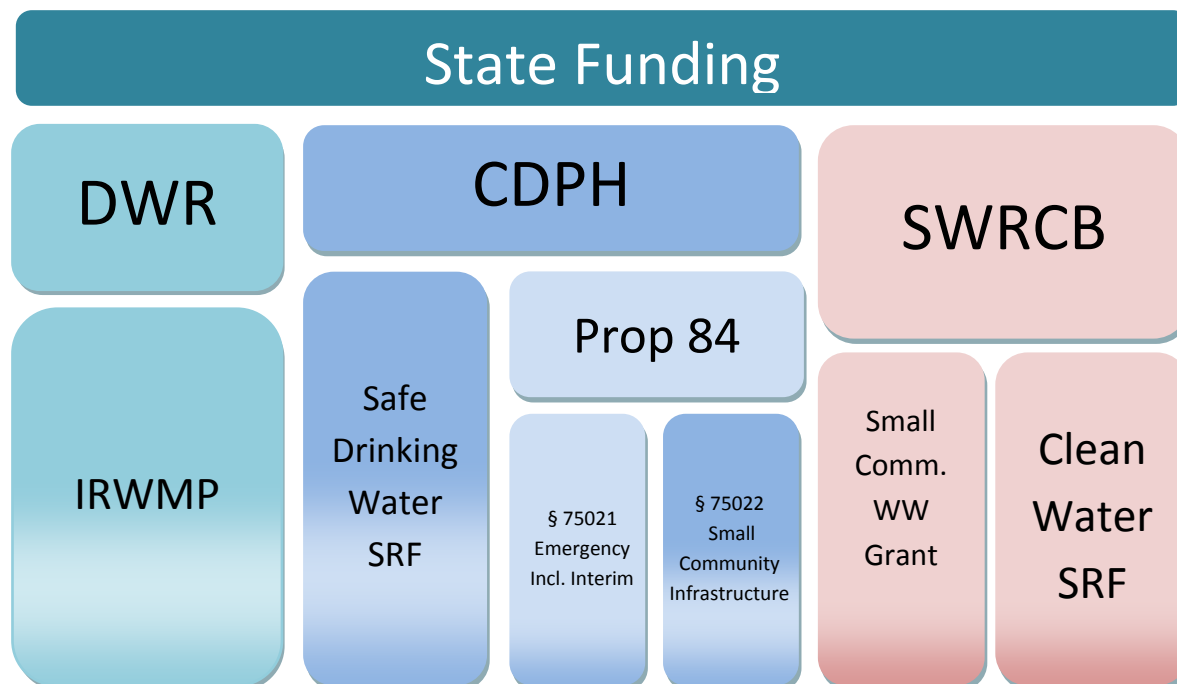 State Funding
DWR
CDPH
SWRCB
IRWMP
Safe
Drinking
Water
SRF
Prop 84
§ 75021
Emergency
Incl. Interim
§ 75022
Small
Community
Infrastructure
Small
Comm.
WW
Grant
Clean
Water
SRF